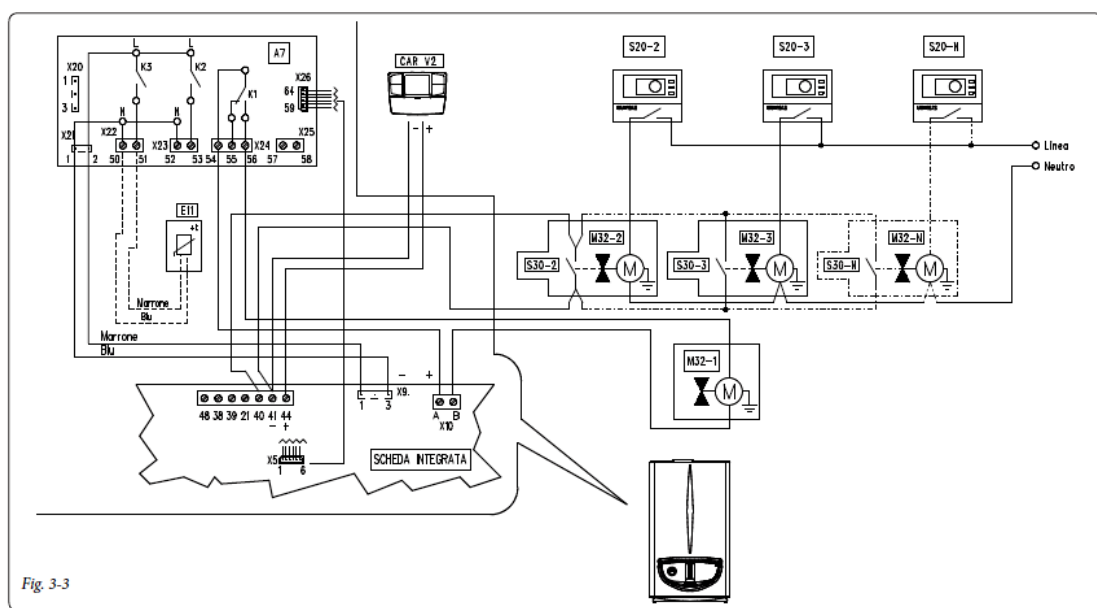 L L
A7
X20
K3
K2
X26
1
3
K1
64
59
N N
X21
X22
X23
X24
X25
1 2 50 51 52 53 54 55 56 57 58
CAR V2
- +
S20-2
S20-3
S20-N
Linea
Neutro
E11
+t
Marrone
Blu
Marrone
Blu
S30-2
M32-2
M
S30-3
M32-3
M
S30-N
M32-N
M
M32-1
M
- +
X9.
1 3
A B
X10
48 38 39 21 40 41 44
- +
X5
1 6
SCHEDA INTEGRATA
Fig. 3-3